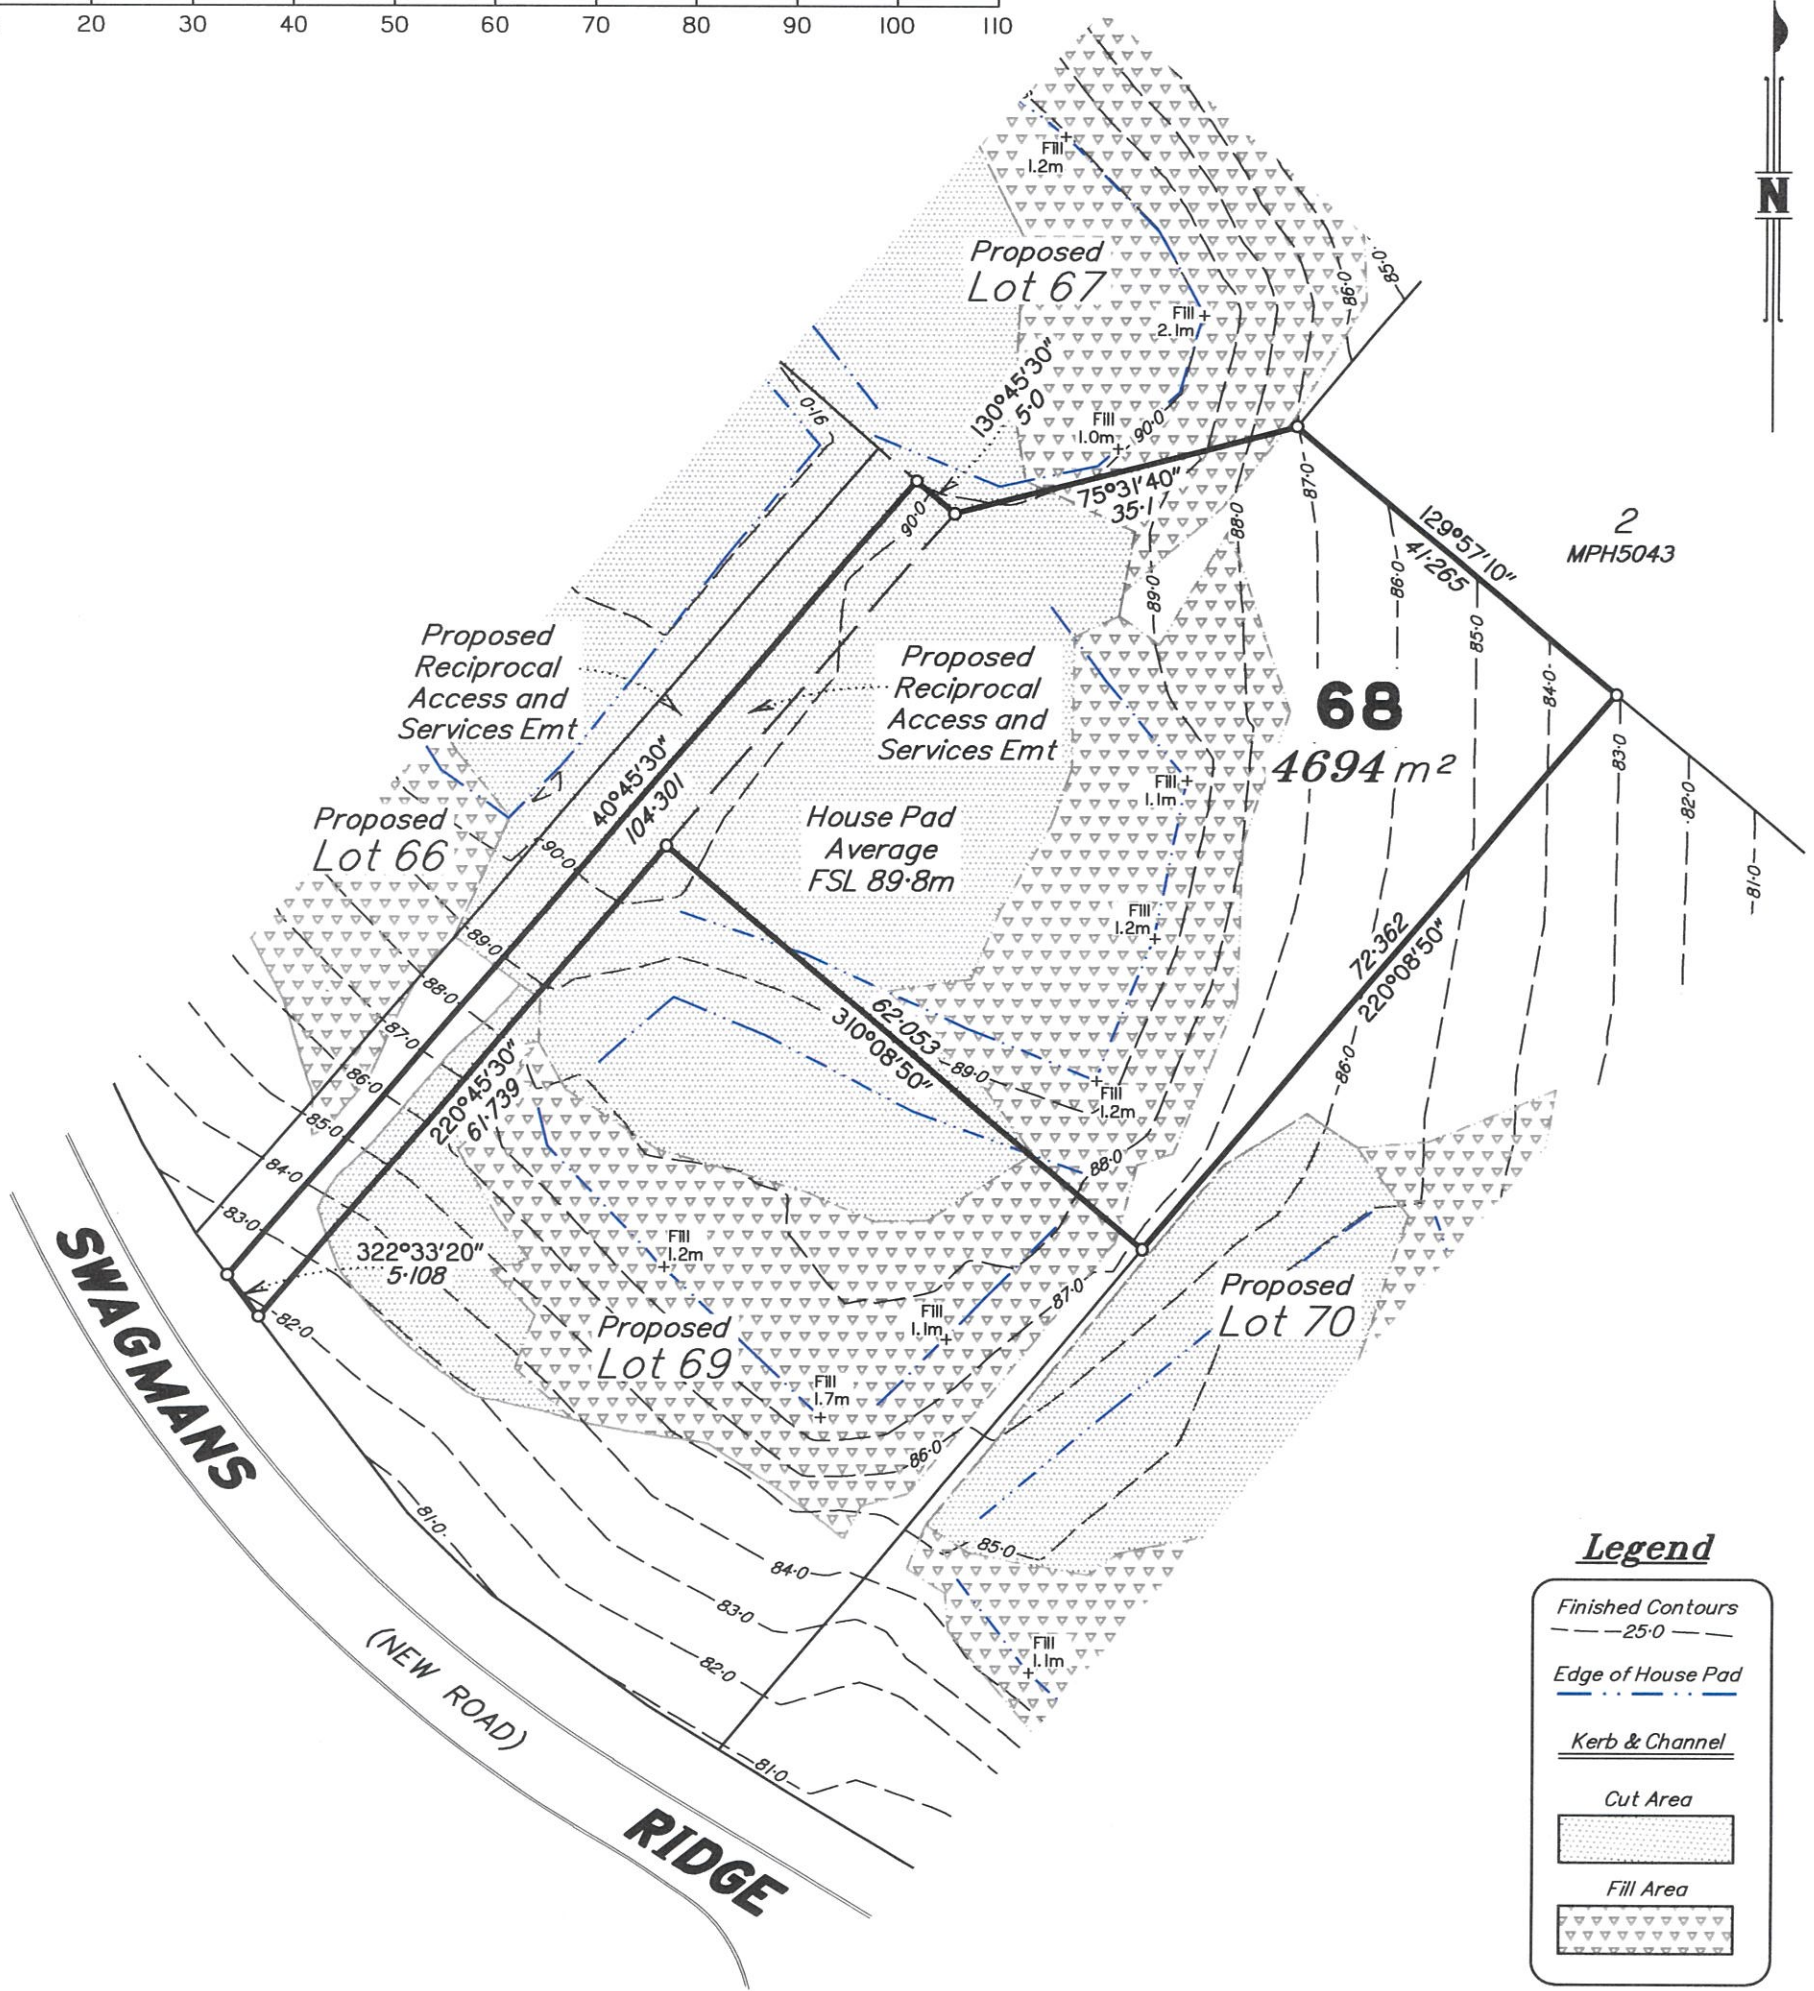 20 30 40 50 60 70 80 90 100 110
N
Fill
1.2m
Proposed
Lot 67
85·0
86·0
Fill
2.1m
130°45'30"
5·0
91·0
Fill
1.0m
90·0
75°31'40"
35·1
90·0
87·0
88·0
89·0
129°57'10"
41·265
2
MPH5043
86·0
85·0
84·0
83·0
82·0
81·0
Proposed
Reciprocal
Access and
Services Emt
Proposed
Reciprocal
Access and
Services Emt
68
4694 m²
40°45'30"
104·301
Fill
1.1m
House Pad
Average
FSL 89·8m
Proposed
Lot 66
90·0
89·0
88·0
87·0
86·0
85·0
84·0
83·0
82·0
Fill
1.2m
62·053
310°08'50"
89·0
Fill
1.2m
72·362
220°08'50"
86·0
220°45'30"
61·739
88·0
322°33'20"
5·108
Fill
1.2m
87·0
Proposed
Lot 69
Fill
1.1m
Fill
1.7m
Proposed
Lot 70
86·0
85·0
81·0
84·0
83·0
82·0
81·0
Fill
1.1m
SWAGMANS
RIDGE
(NEW ROAD)
Legend
Finished Contours
25·0
Edge of House Pad
Kerb & Channel
Cut Area
Fill Area